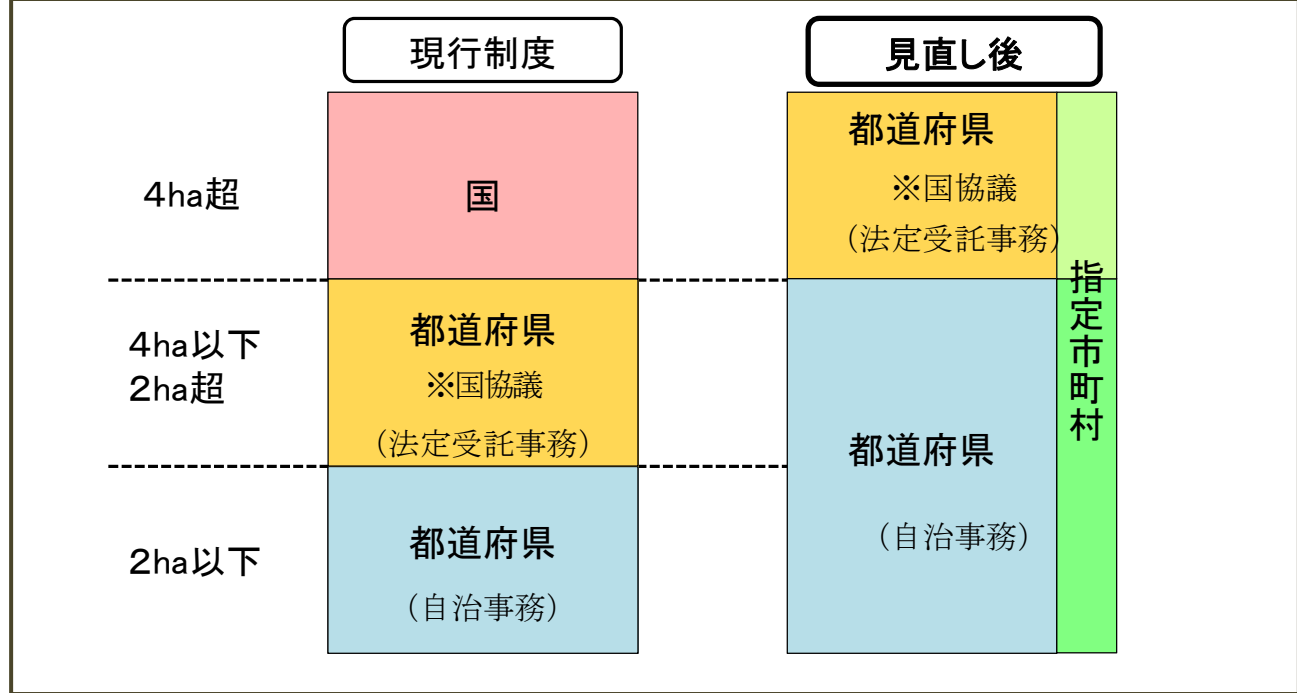 現行制度
見直し後
4ha超
国
都道府県
※国協議
(法定受託事務)
4ha以下
2ha超
都道府県
※国協議
(法定受託事務)
2ha以下
都道府県
(自治事務)
都道府県
(自治事務)
指定市町村